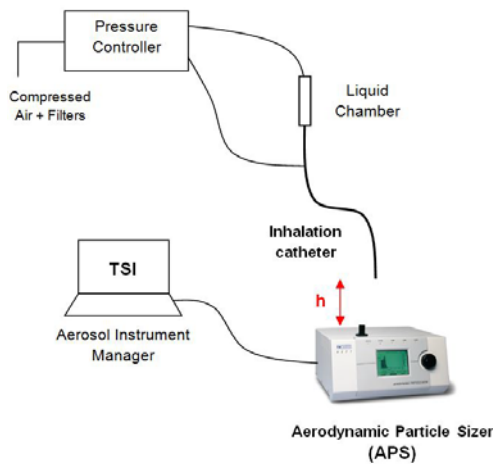 Pressure
Controller
Compressed
Air + Filters
Liquid
Chamber
Inhalation
catheter
TSI
h
Aerosol Instrument
Manager
Aerodynamic Particle Sizer
(APS)